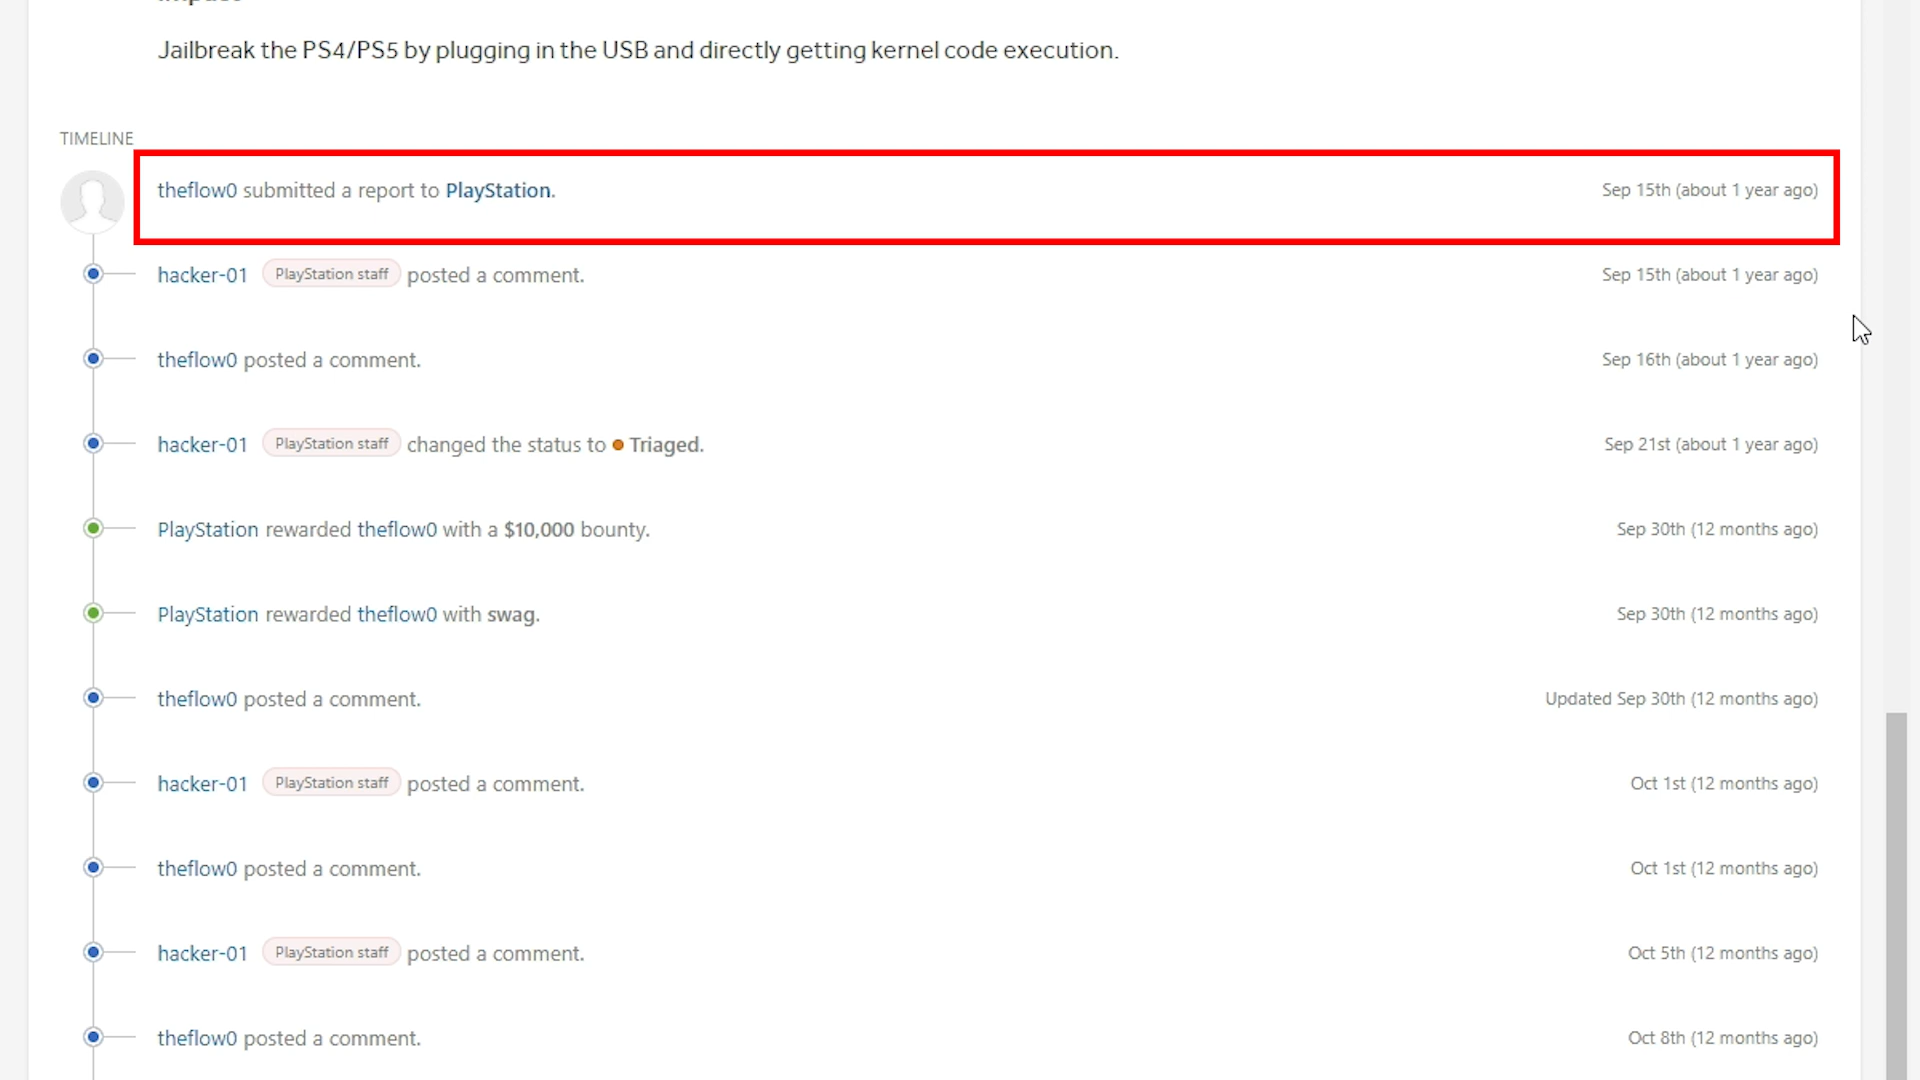 Jailbreak the PS4/PS5 by plugging in the USB and directly getting kernel code execution.
TIMELINE
theflow0 submitted a report to PlayStation. Sep 15th (about 1 year ago)
hacker-01 PlayStation staff posted a comment. Sep 15th (about 1 year ago)
theflow0 posted a comment. Sep 16th (about 1 year ago)
hacker-01 PlayStation staff changed the status to Triaged. Sep 21st (about 1 year ago)
PlayStation rewarded theflow0 with a $10,000 bounty. Sep 30th (12 months ago)
PlayStation rewarded theflow0 with swag. Sep 30th (12 months ago)
theflow0 posted a comment. Updated Sep 30th (12 months ago)
hacker-01 PlayStation staff posted a comment. Oct 1st (12 months ago)
theflow0 posted a comment. Oct 1st (12 months ago)
hacker-01 PlayStation staff posted a comment. Oct 5th (12 months ago)
theflow0 posted a comment. Oct 8th (12 months ago)